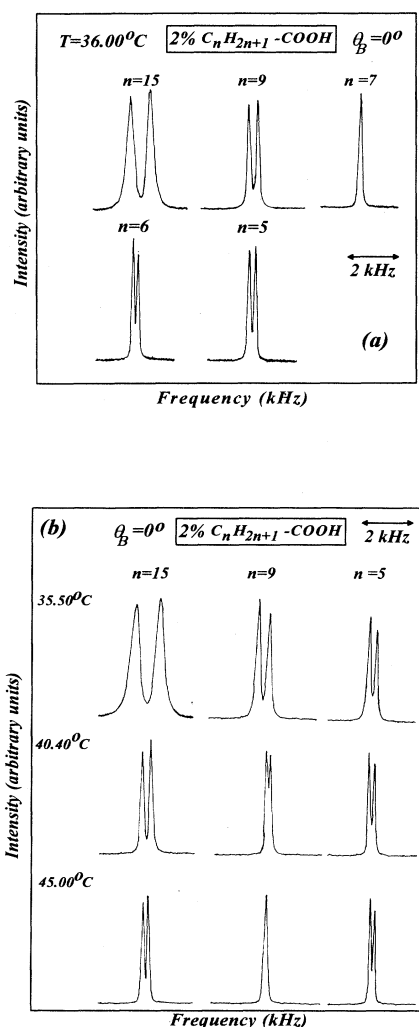 T=36.00°C 2% CnH2n+1 -COOH θB=0°
n=15 n=9 n=7
n=6 n=5
2 kHz
(a)
Intensity (arbitrary units)
Frequency (kHz)
(b) θB=0° 2% CnH2n+1 -COOH 2 kHz
n=15 n=9 n=5
35.50°C
40.40°C
45.00°C
Intensity (arbitrary units)
Frequency (kHz)